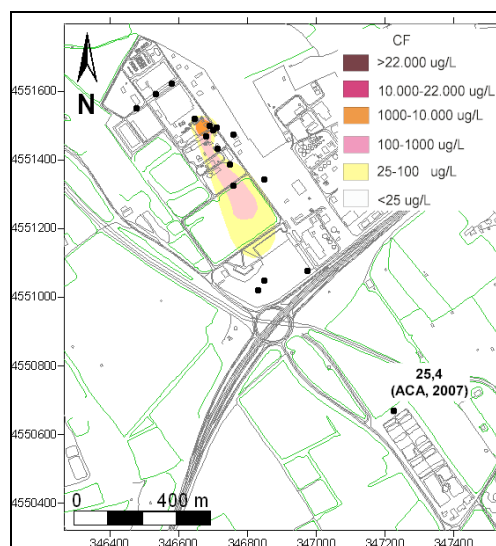 CF
>22.000 ug/L
10.000-22.000 ug/L
1000-10.000 ug/L
100-1000 ug/L
25-100 ug/L
<25 ug/L
N
4551600
4551400
4551200
4551000
4550800
4550600
4550400
25,4
(ACA, 2007)
0 400 m
346400 346600 346800 347000 347200 347400